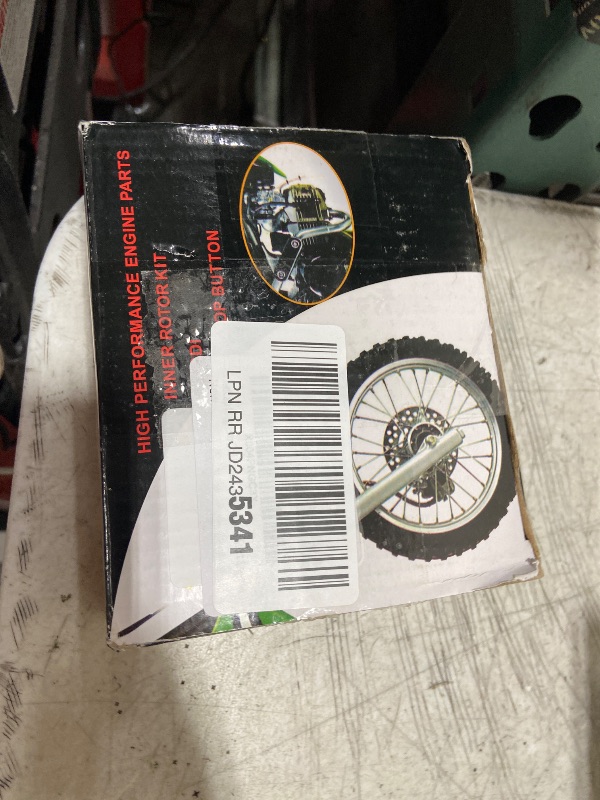 HIGH PERFORMANCE ENGINE PARTS
INNER ROTOR KIT
BUTTON
LPN RR JD2435341